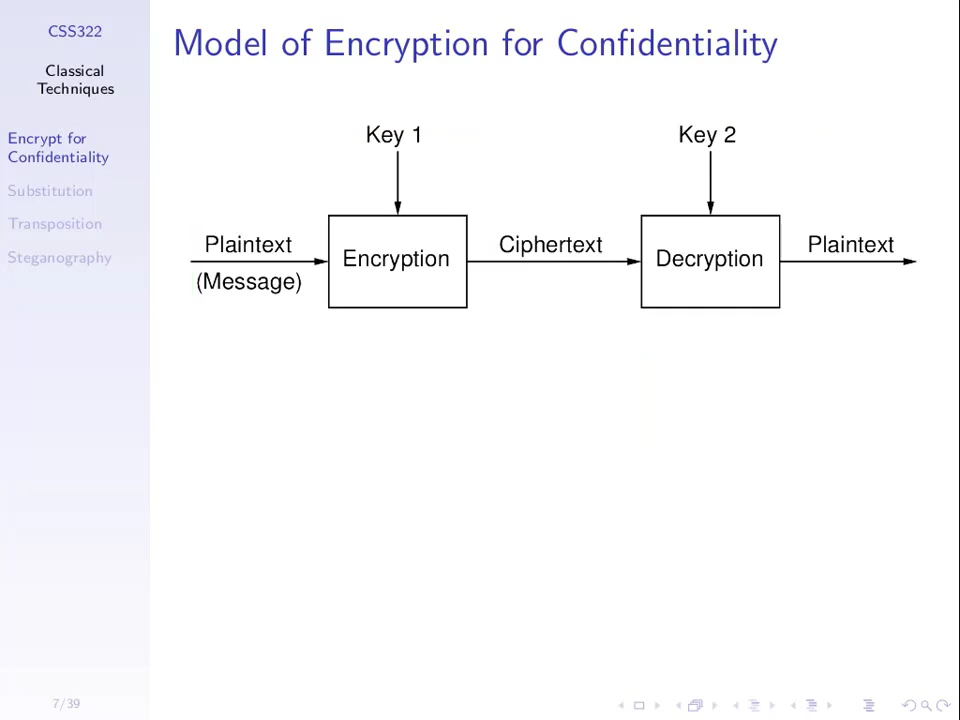 CSS322
Classical
Techniques
Encrypt for
Confidentiality
Substitution
Transposition
Steganography
7/39
Model of Encryption for Confidentiality
Key 1
Key 2
Plaintext
(Message)
Encryption
Ciphertext
Decryption
Plaintext